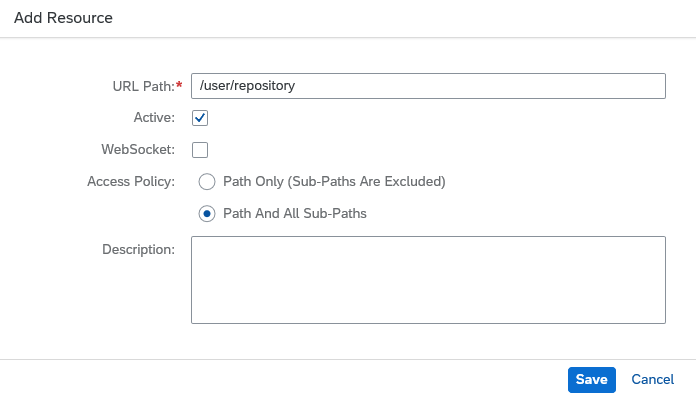 Add Resource
URL Path:* /user/repository
Active:
WebSocket:
Access Policy: Path Only (Sub-Paths Are Excluded)
Path And All Sub-Paths
Description:
Save Cancel